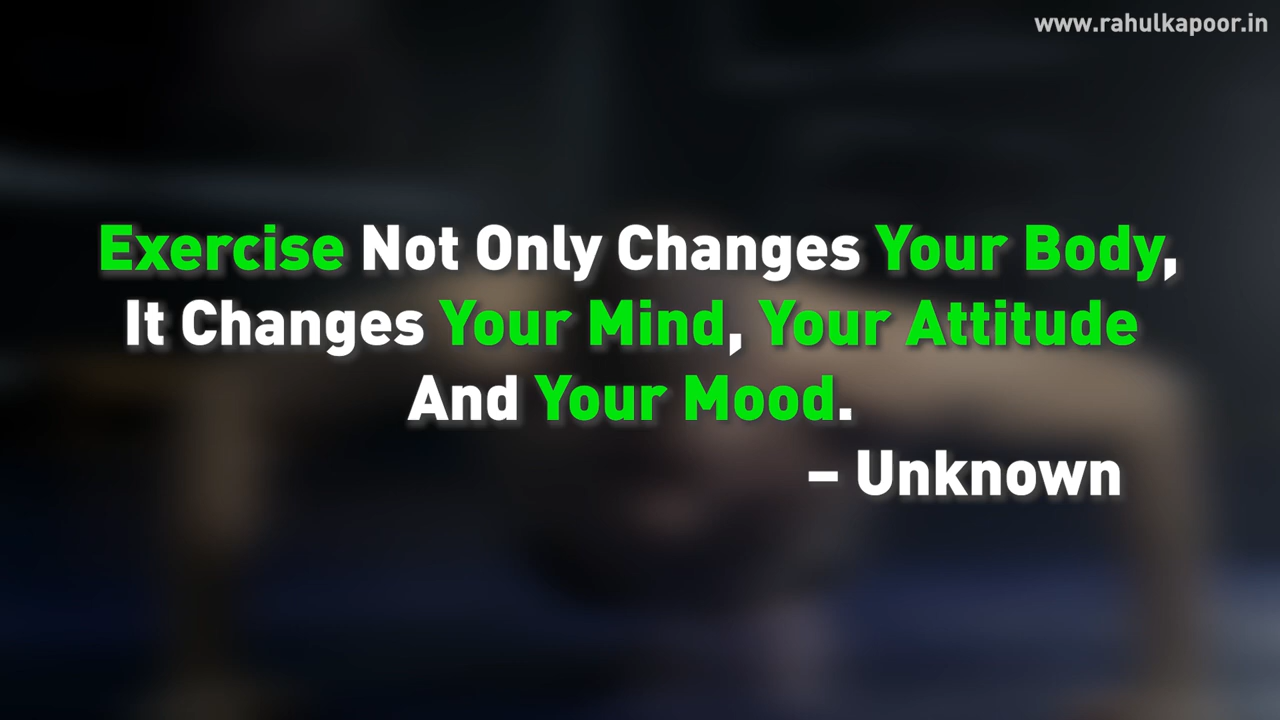 www.rahulkapoor.in
Exercise Not Only Changes Your Body,
It Changes Your Mind, Your Attitude
And Your Mood.
– Unknown